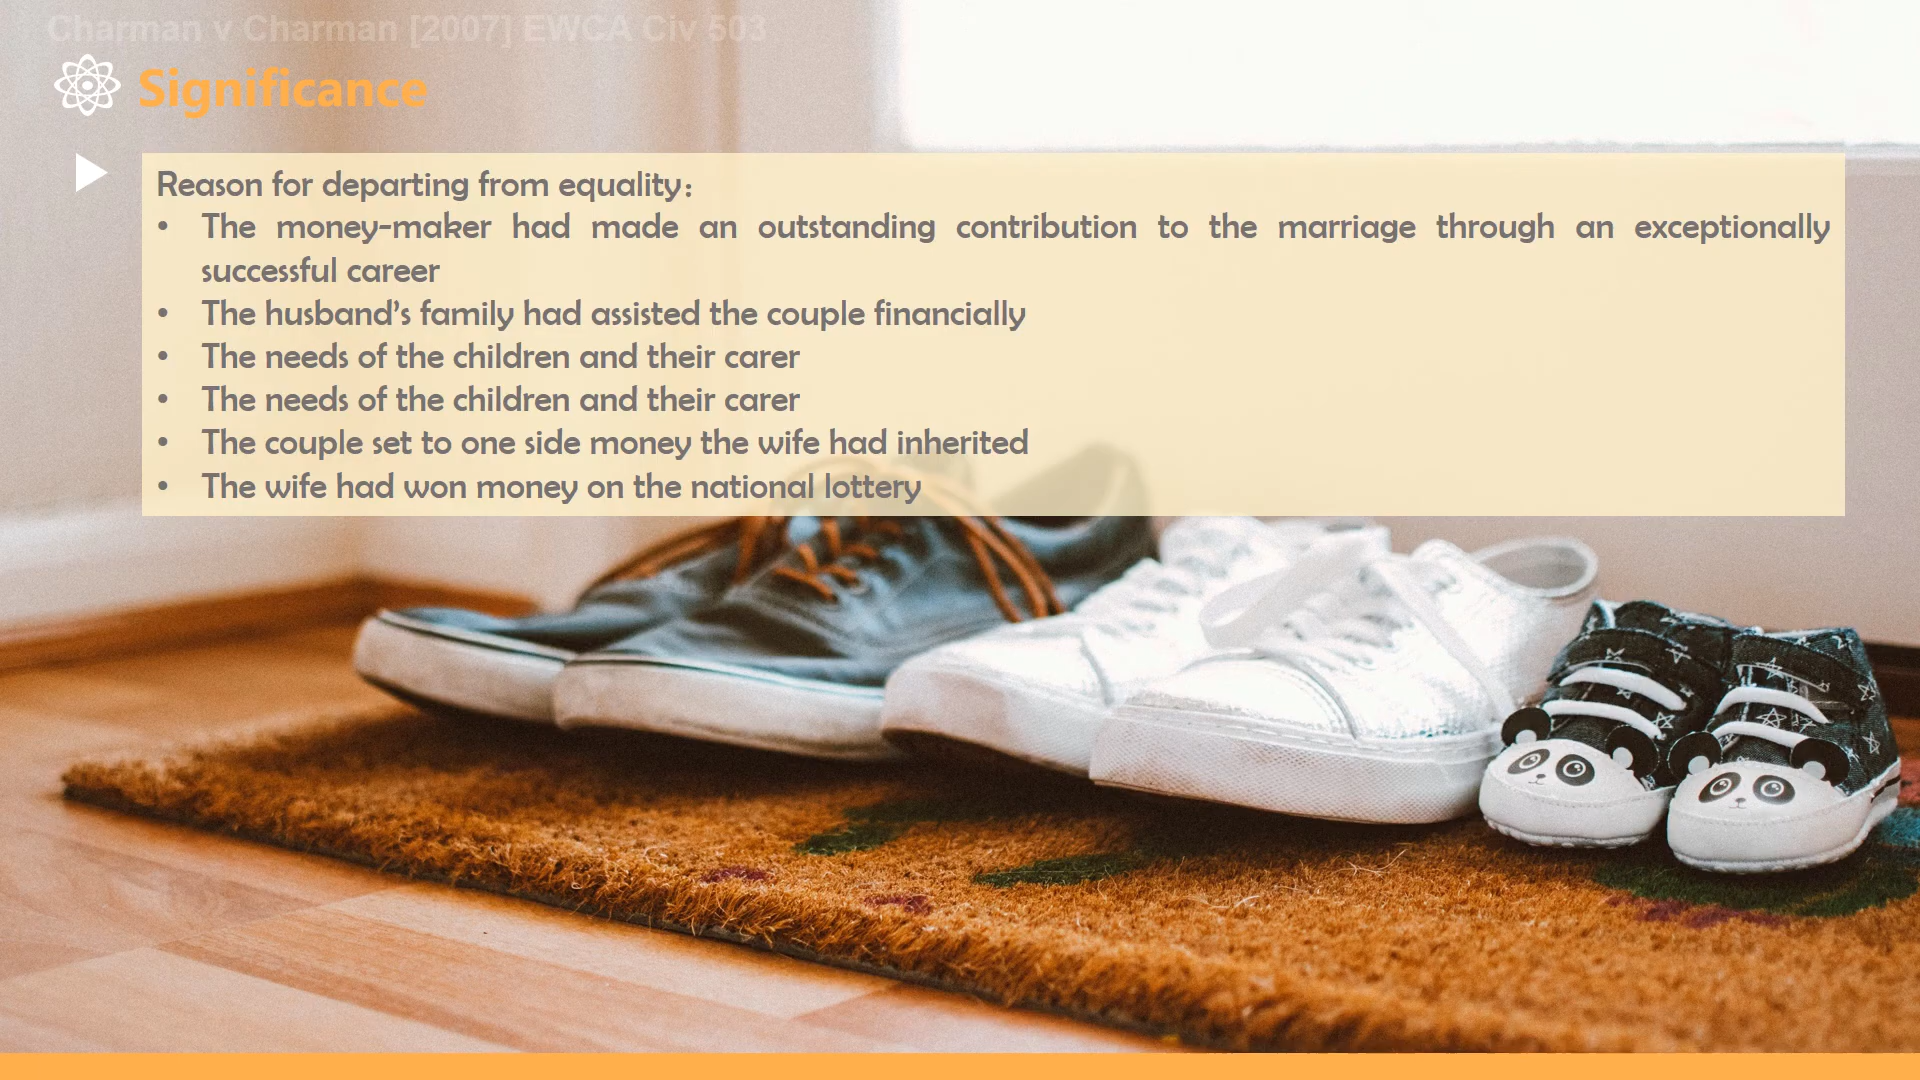 Charman v Charman [2007] EWCA Civ 503
Significance
Reason for departing from equality:
• The money-maker had made an outstanding contribution to the marriage through an exceptionally
successful career
• The husband's family had assisted the couple financially
• The needs of the children and their carer
• The needs of the children and their carer
• The couple set to one side money the wife had inherited
• The wife had won money on the national lottery